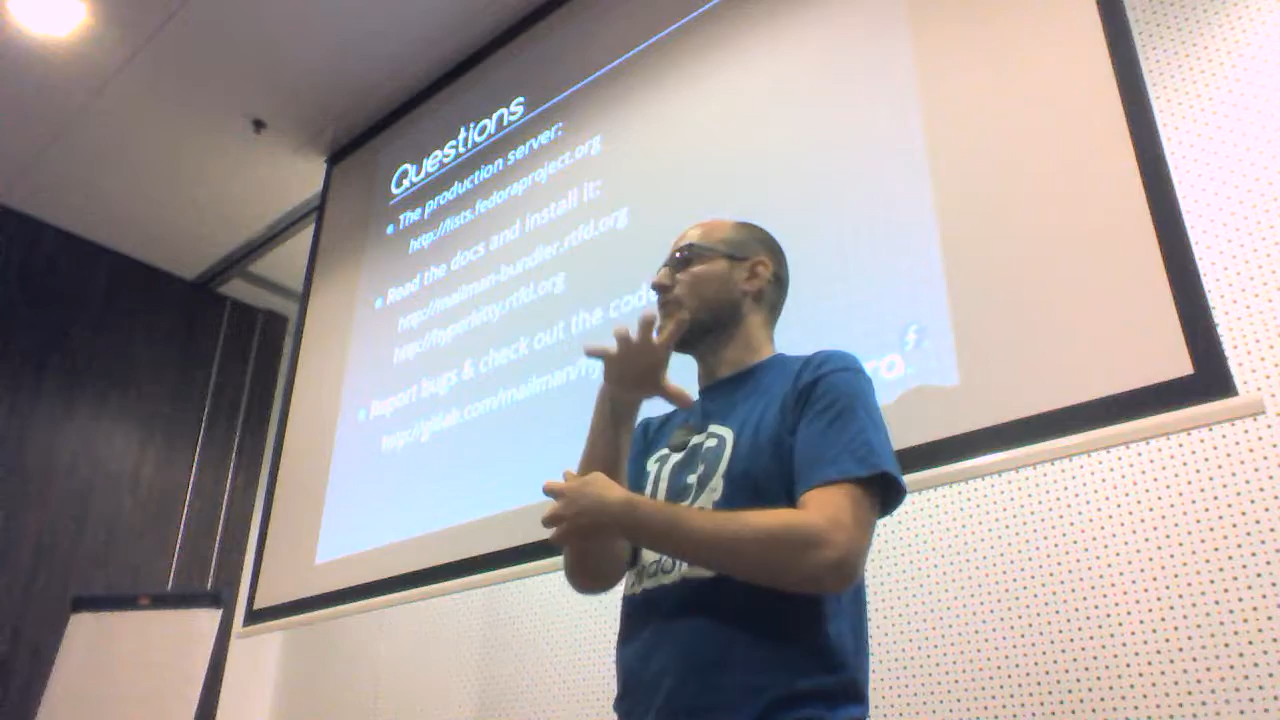 Questions
The production server:
http://lists.fedoraproject.org
Read the docs and install it:
http://mailman-bundler.rtfd.org
http://hyperkitty.rtfd.org
Report bugs & check out the code
http://gitlab.com/mailman/hy